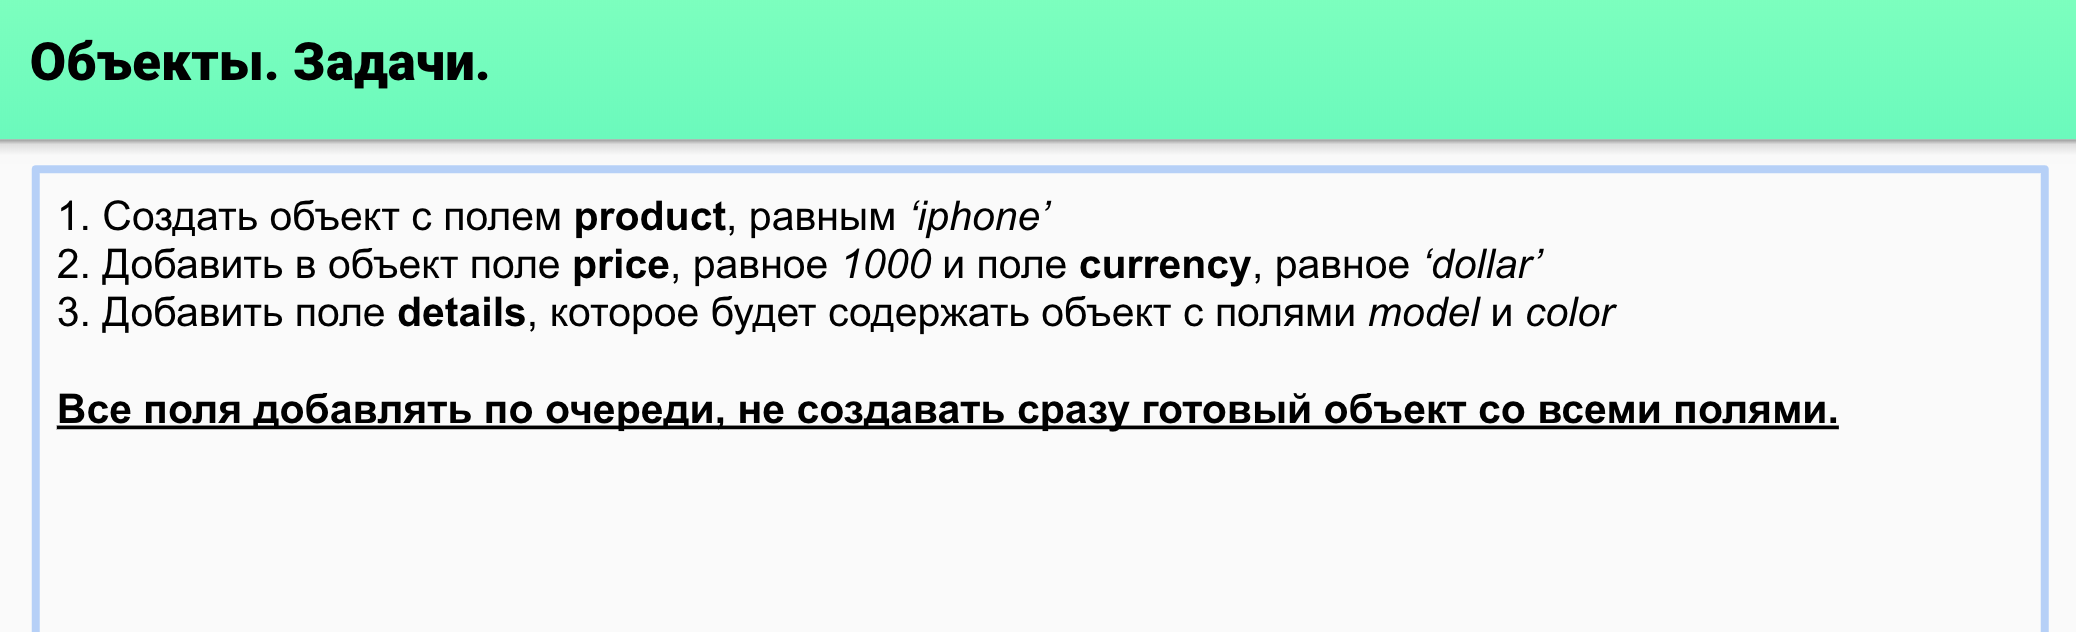 Объекты. Задачи.
1. Создать объект с полем product, равным ‘iphone’
2. Добавить в объект поле price, равное 1000 и поле currency, равное ‘dollar’
3. Добавить поле details, которое будет содержать объект с полями model и color
Все поля добавлять по очереди, не создавать сразу готовый объект со всеми полями.